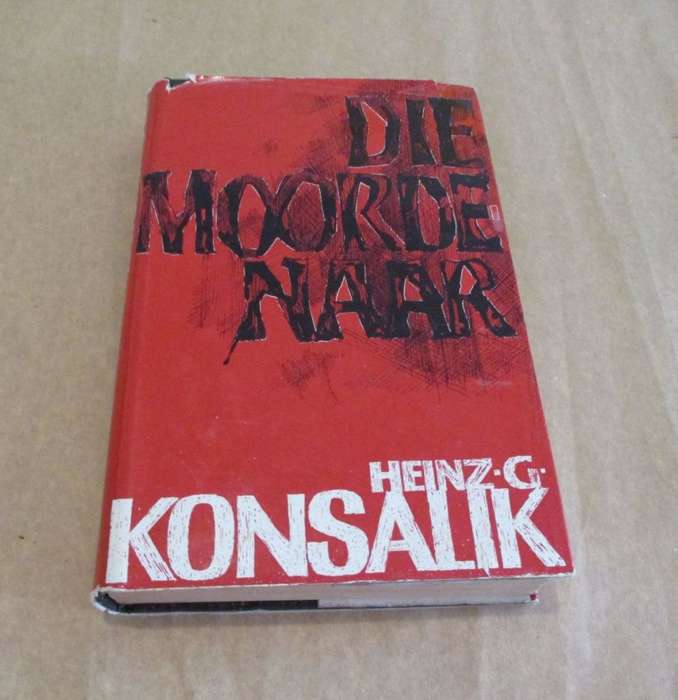 DIE
MOORDE
NAAR
HEINZ·G·
KONSALIK